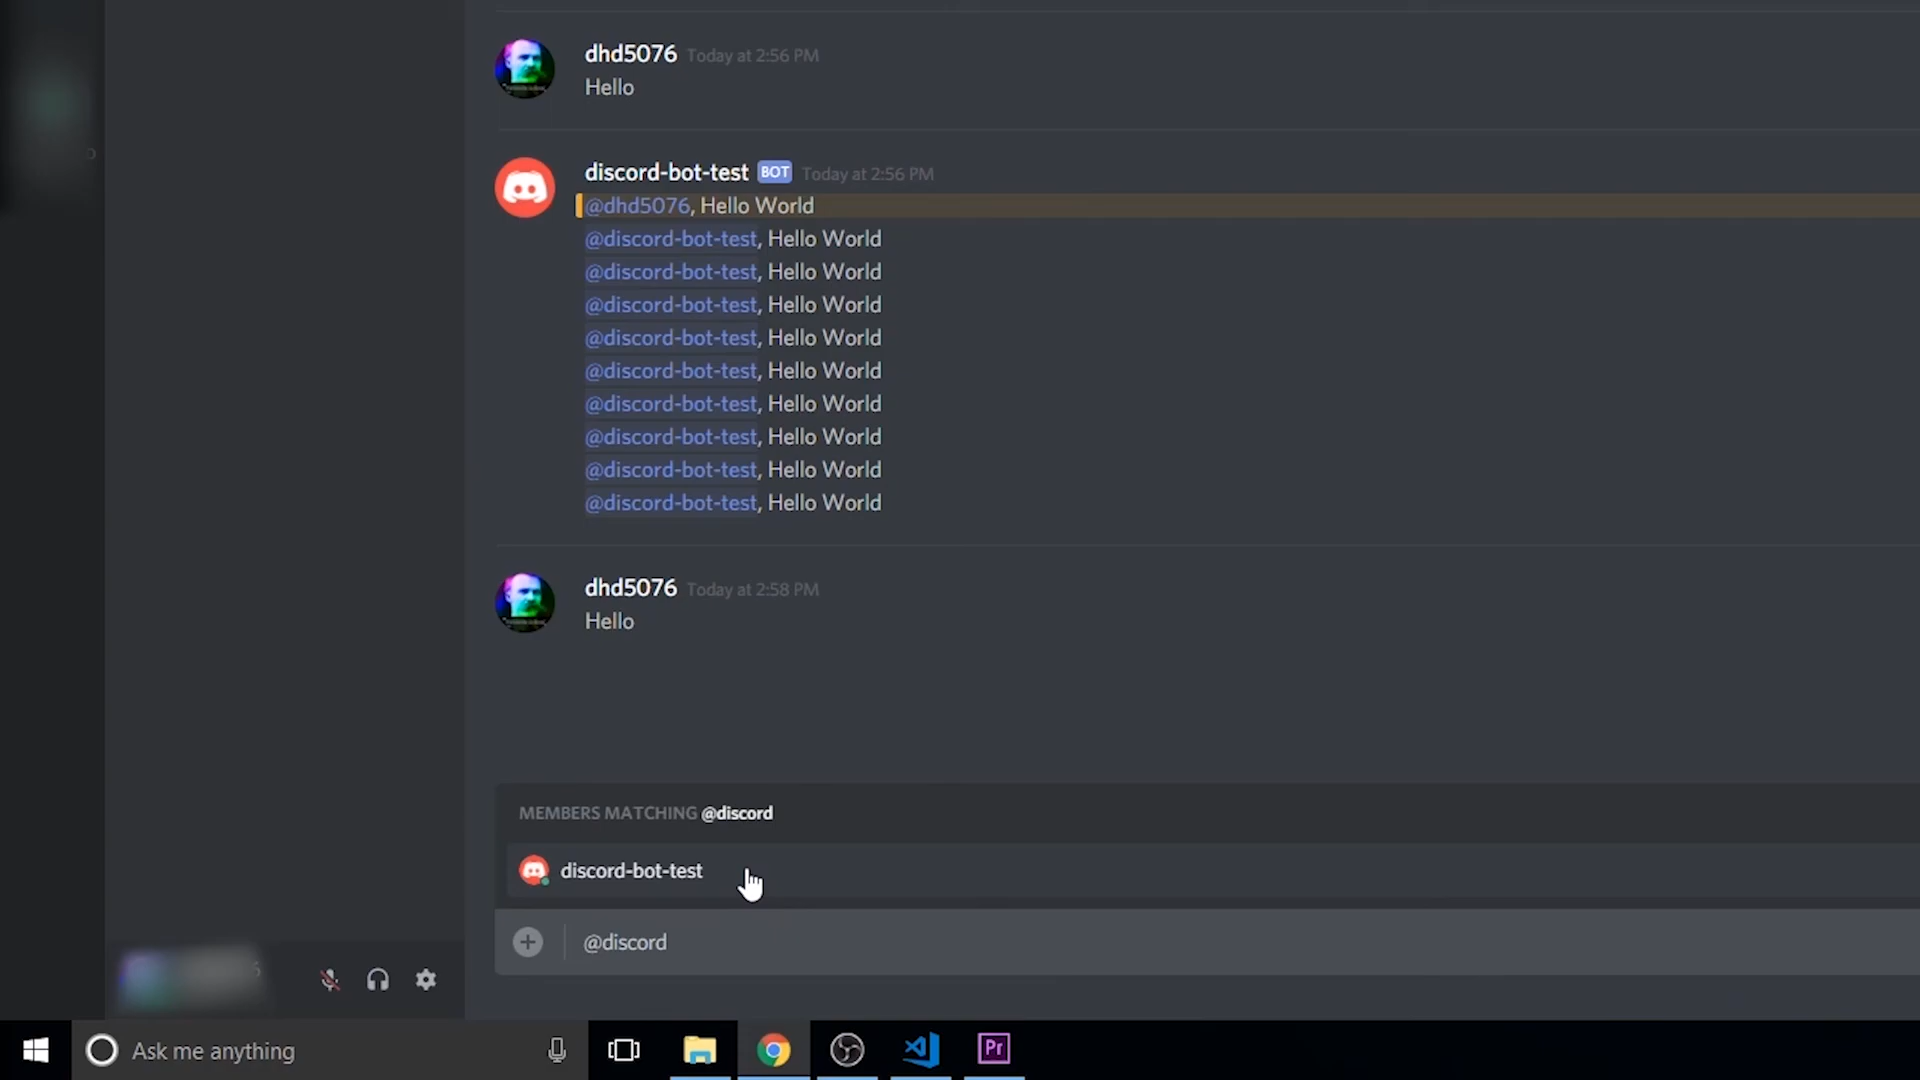 dhd5076 Today at 2:56 PM
Hello
discord-bot-test BOT Today at 2:56 PM
@dhd5076, Hello World
@discord-bot-test, Hello World
@discord-bot-test, Hello World
@discord-bot-test, Hello World
@discord-bot-test, Hello World
@discord-bot-test, Hello World
@discord-bot-test, Hello World
@discord-bot-test, Hello World
@discord-bot-test, Hello World
@discord-bot-test, Hello World
dhd5076 Today at 2:58 PM
Hello
MEMBERS MATCHING @discord
discord-bot-test
@discord
Ask me anything
Pr